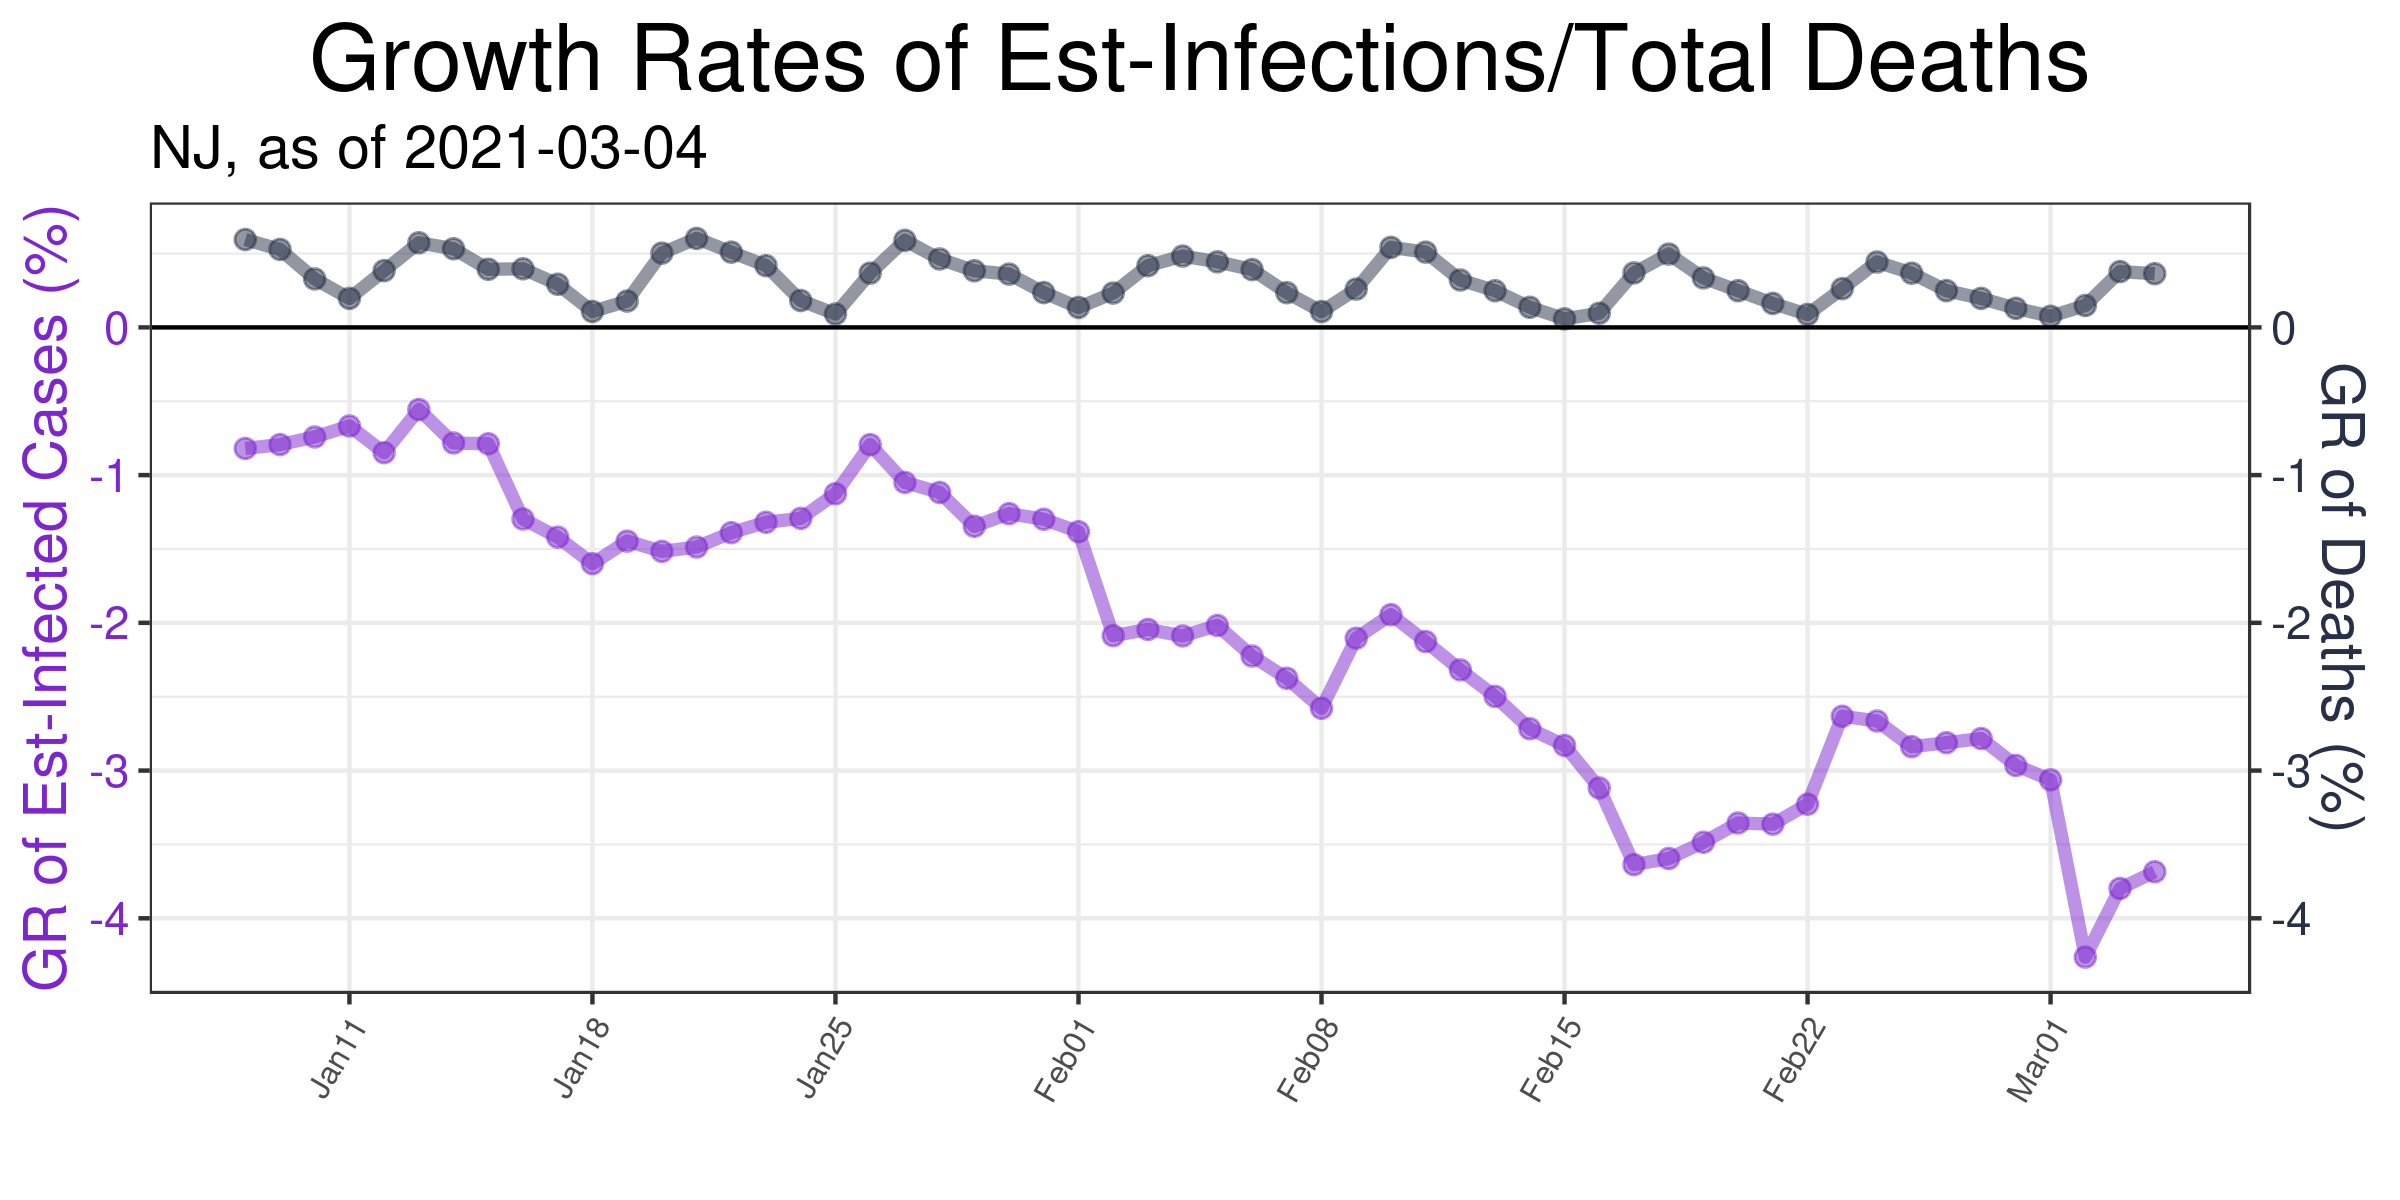 Growth Rates of Est-Infections/Total Deaths
NJ, as of 2021-03-04
GR of Est-Infected Cases (%)
0
-1
-2
-3
-4
0
-1
-2
-3
-4
GR of Deaths (%)
Jan11
Jan18
Jan25
Feb01
Feb08
Feb15
Feb22
Mar01